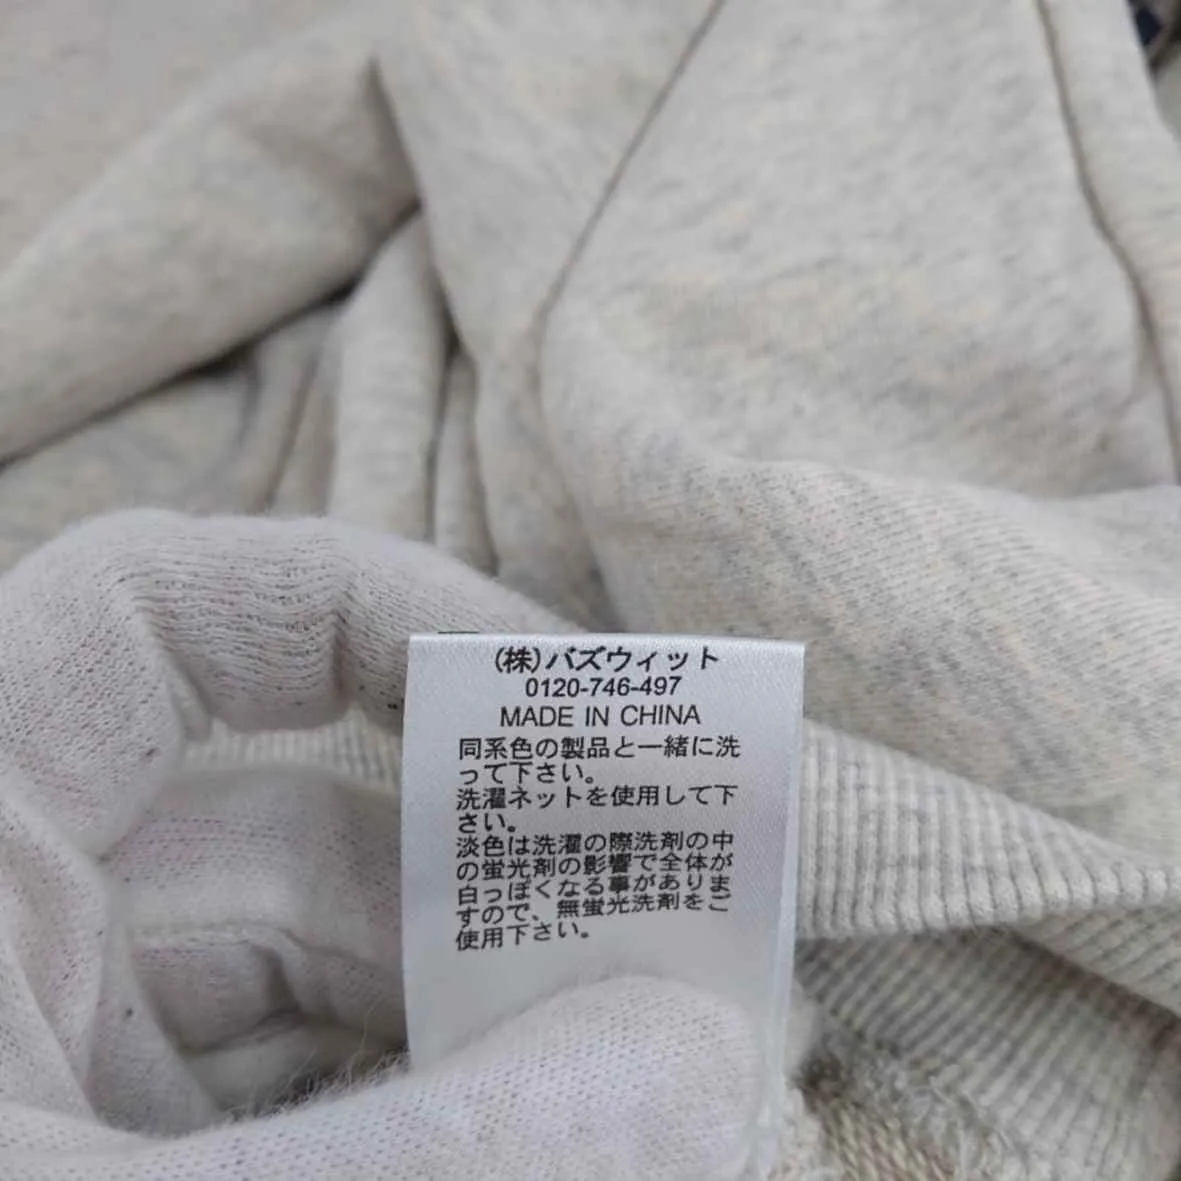 (株)バズウィット
0120-746-497
MADE IN CHINA
同系色の製品と一緒に洗
って下さい。
洗濯ネットを使用して下
さい。
淡色は洗濯の際洗剤の中
の蛍光剤の影響で全体が
白っぽくなる事がありま
すので、無蛍光洗剤をご
使用下さい。